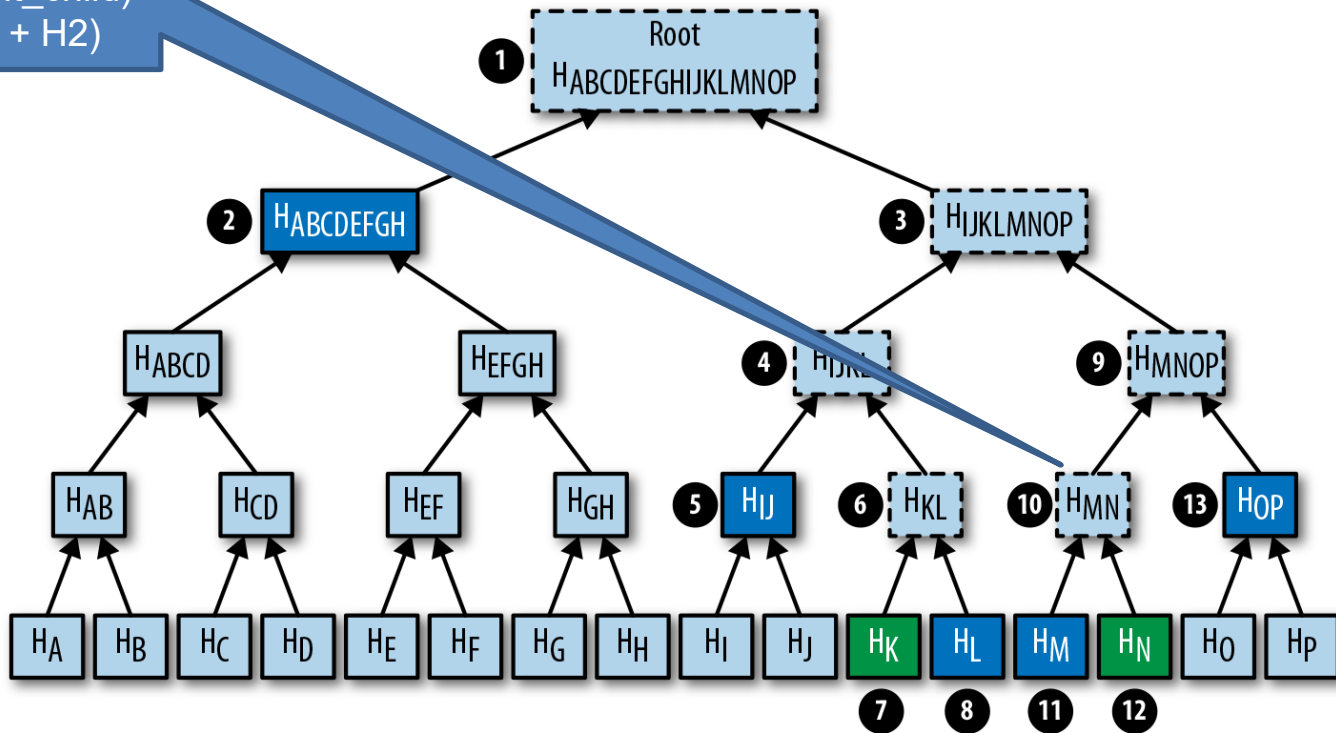 + H2)
1
Root
HABCDEFGHIJKLMNOP
2
HABCDEFGH
3
HIJKLMNOP
HABCD
HEFGH
4
HIJKL
9
HMNOP
HAB
HCD
HEF
HGH
5
HIJ
6
HKL
10
HMN
13
HOP
HA
HB
HC
HD
HE
HF
HG
HH
HI
HJ
HK
HL
HM
HN
HO
HP
7
8
11
12